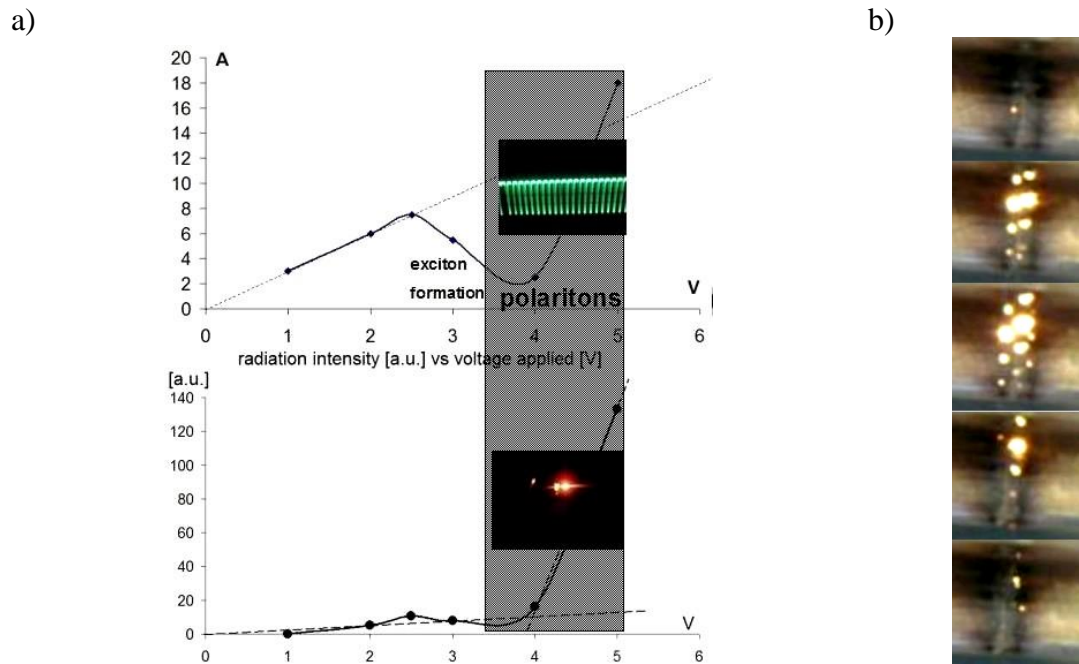 a)
b)
A
20
18
16
14
12
10
8
6
4
2
0
exciton
formation
polaritons
V
0 1 2 3 4 5 6
radiation intensity [a.u.] vs voltage applied [V]
[a.u.]
140
120
100
80
60
40
20
0
V
0 1 2 3 4 5 6